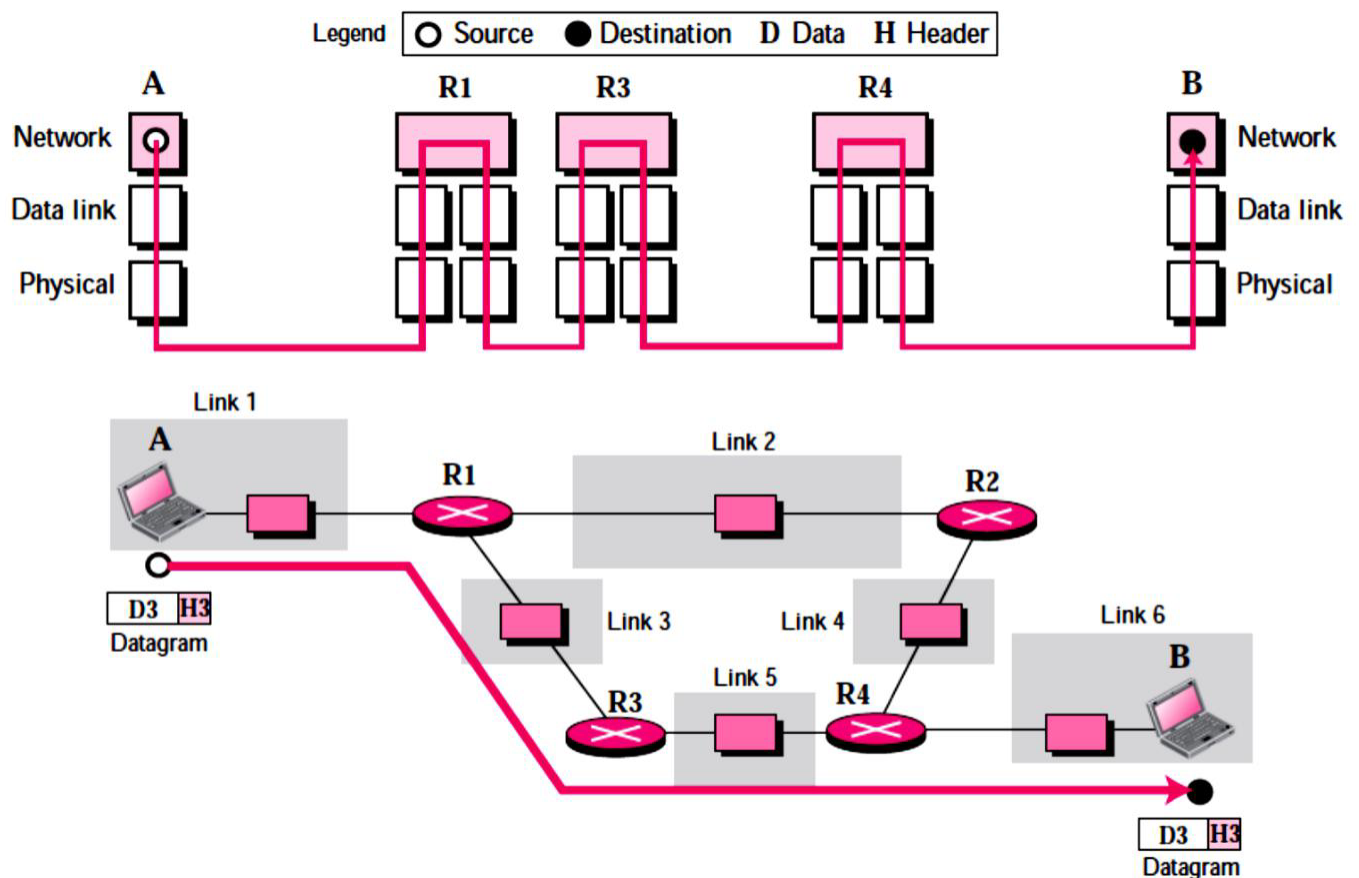 Legend Source Destination D Data H Header
A R1 R3 R4 B
Network Network
Data link Data link
Physical Physical
Link 1
A
Link 2
R1
R2
D3 H3
Datagram
Link 3
Link 4
Link 6
B
Link 5
R3
R4
D3 H3
Datagram